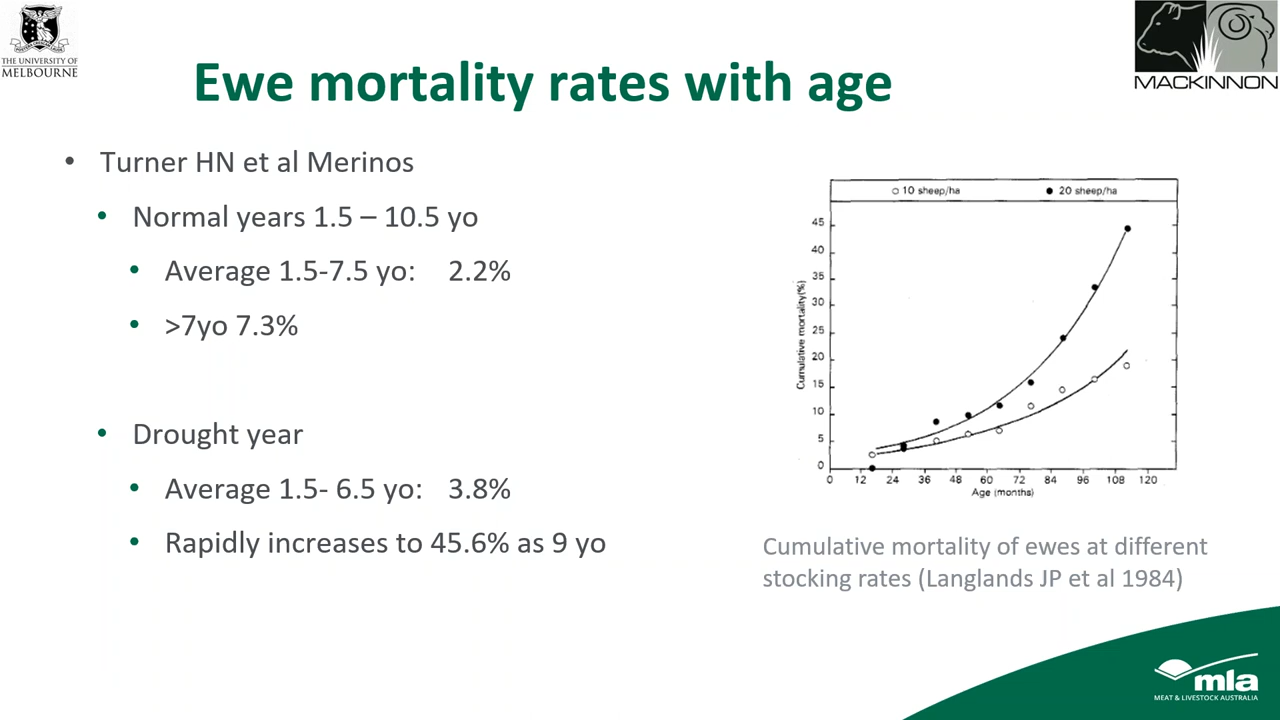 THE UNIVERSITY OF
MELBOURNE
MACKINNON
Ewe mortality rates with age
• Turner HN et al Merinos
• Normal years 1.5 – 10.5 yo
• Average 1.5-7.5 yo: 2.2%
• >7yo 7.3%
• Drought year
• Average 1.5- 6.5 yo: 3.8%
• Rapidly increases to 45.6% as 9 yo
10 sheep/ha 20 sheep/ha
Cumulative mortality(%)
45
40
35
30
25
20
15
10
5
0
0 12 24 36 48 60 72 84 96 108 120
Age (months)
Cumulative mortality of ewes at different
stocking rates (Langlands JP et al 1984)
mla
MEAT & LIVESTOCK AUSTRALIA